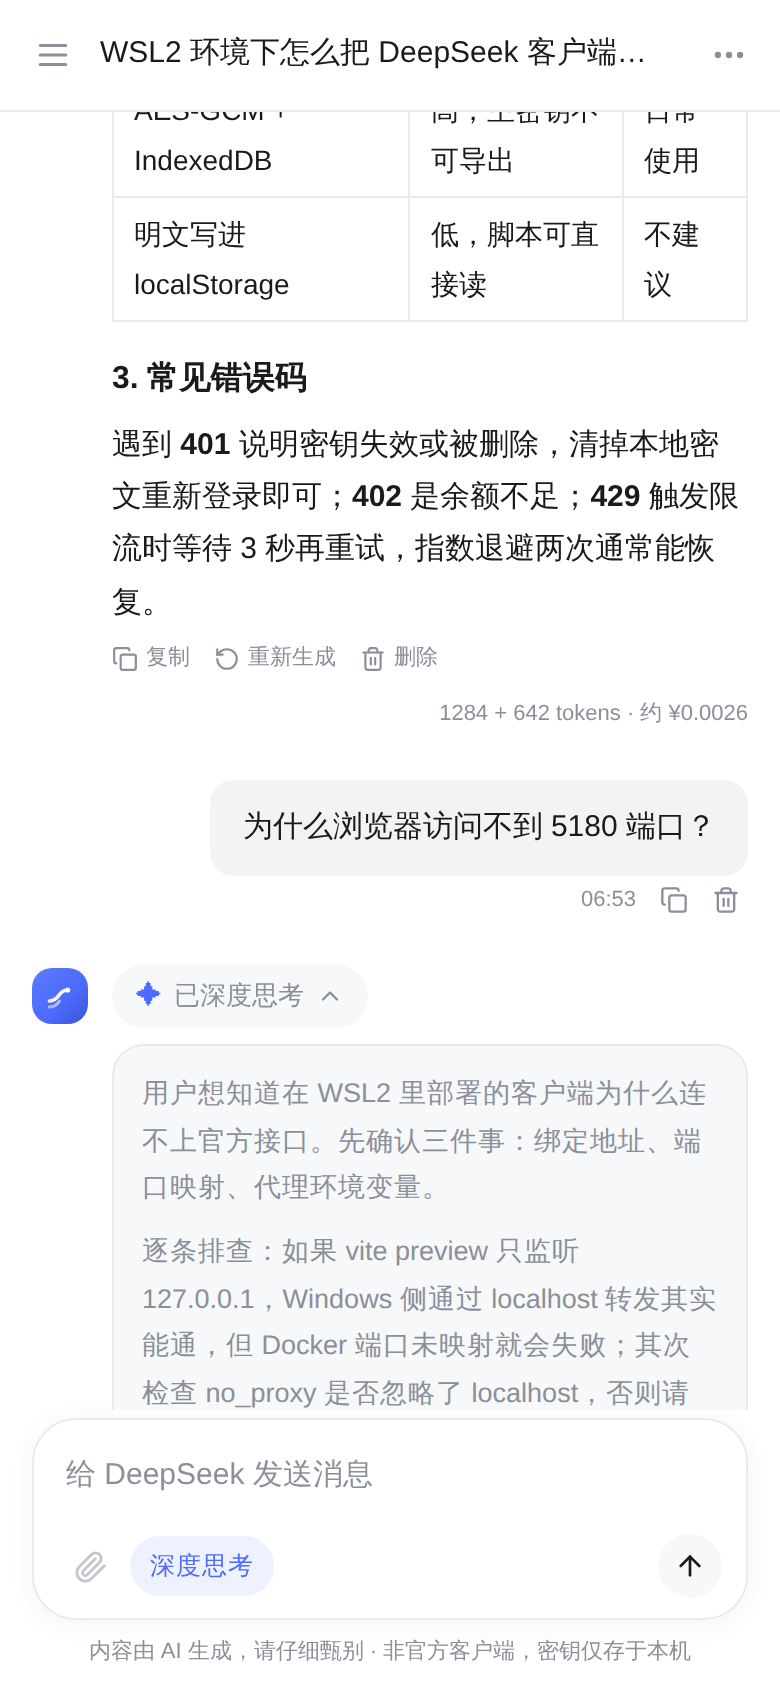 WSL2 环境下怎么把 DeepSeek 客户端…
AES-GCM +
高，主密钥不
日常
IndexedDB
可导出
使用
明文写进
低，脚本可直
不建
localStorage
接读
议
3. 常见错误码
遇到 401 说明密钥失效或被删除，清掉本地密
文重新登录即可；402 是余额不足；429 触发限
流时等待 3 秒再重试，指数退避两次通常能恢
复。
复制 重新生成 删除
1284 + 642 tokens · 约 ¥0.0026
为什么浏览器访问不到 5180 端口？
06:53
已深度思考
用户想知道在 WSL2 里部署的客户端为什么连
不上官方接口。先确认三件事：绑定地址、端
口映射、代理环境变量。
逐条排查：如果 vite preview 只监听
127.0.0.1，Windows 侧通过 localhost 转发其实
能通，但 Docker 端口未映射就会失败；其次
检查 no_proxy 是否忽略了 localhost，否则请
给 DeepSeek 发送消息
深度思考
内容由 AI 生成，请仔细甄别 · 非官方客户端，密钥仅存于本机